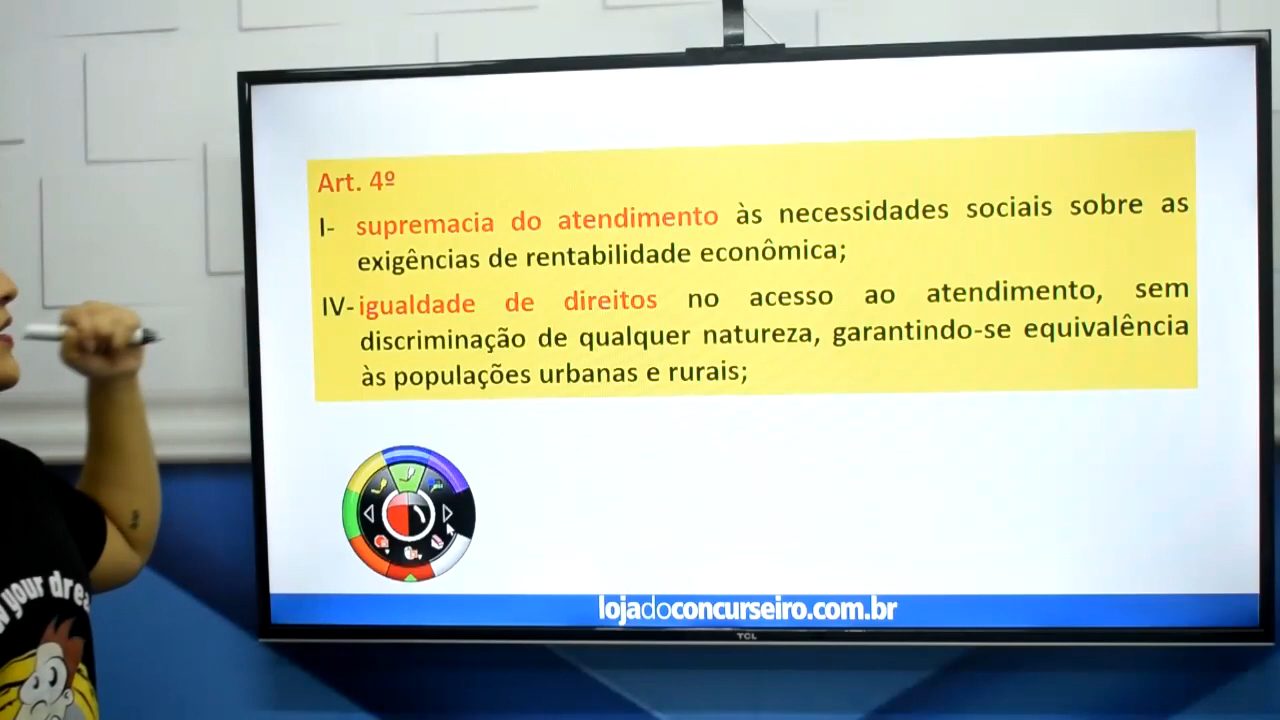 Art. 4º
I- supremacia do atendimento às necessidades sociais sobre as
exigências de rentabilidade econômica;
IV- igualdade de direitos no acesso ao atendimento, sem
discriminação de qualquer natureza, garantindo-se equivalência
às populações urbanas e rurais;
lojadoconcurseiro.com.br
TCL
your